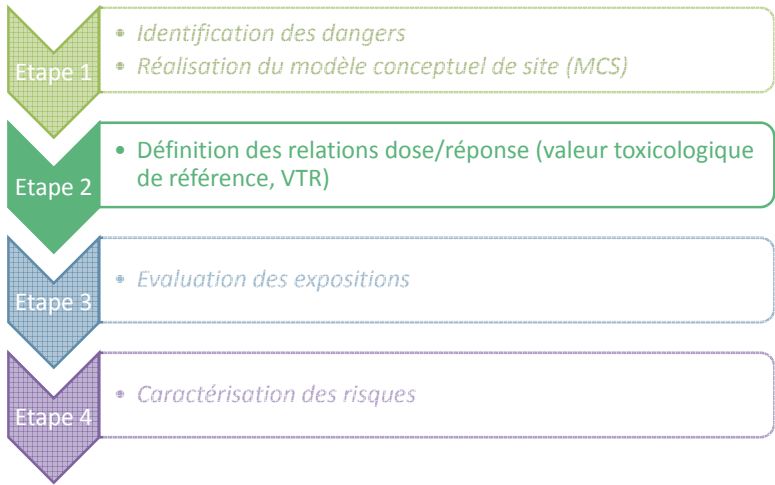 Etape 1
• Identification des dangers
• Réalisation du modèle conceptuel de site (MCS)
Etape 2
• Définition des relations dose/réponse (valeur toxicologique
de référence, VTR)
Etape 3
• Evaluation des expositions
Etape 4
• Caractérisation des risques